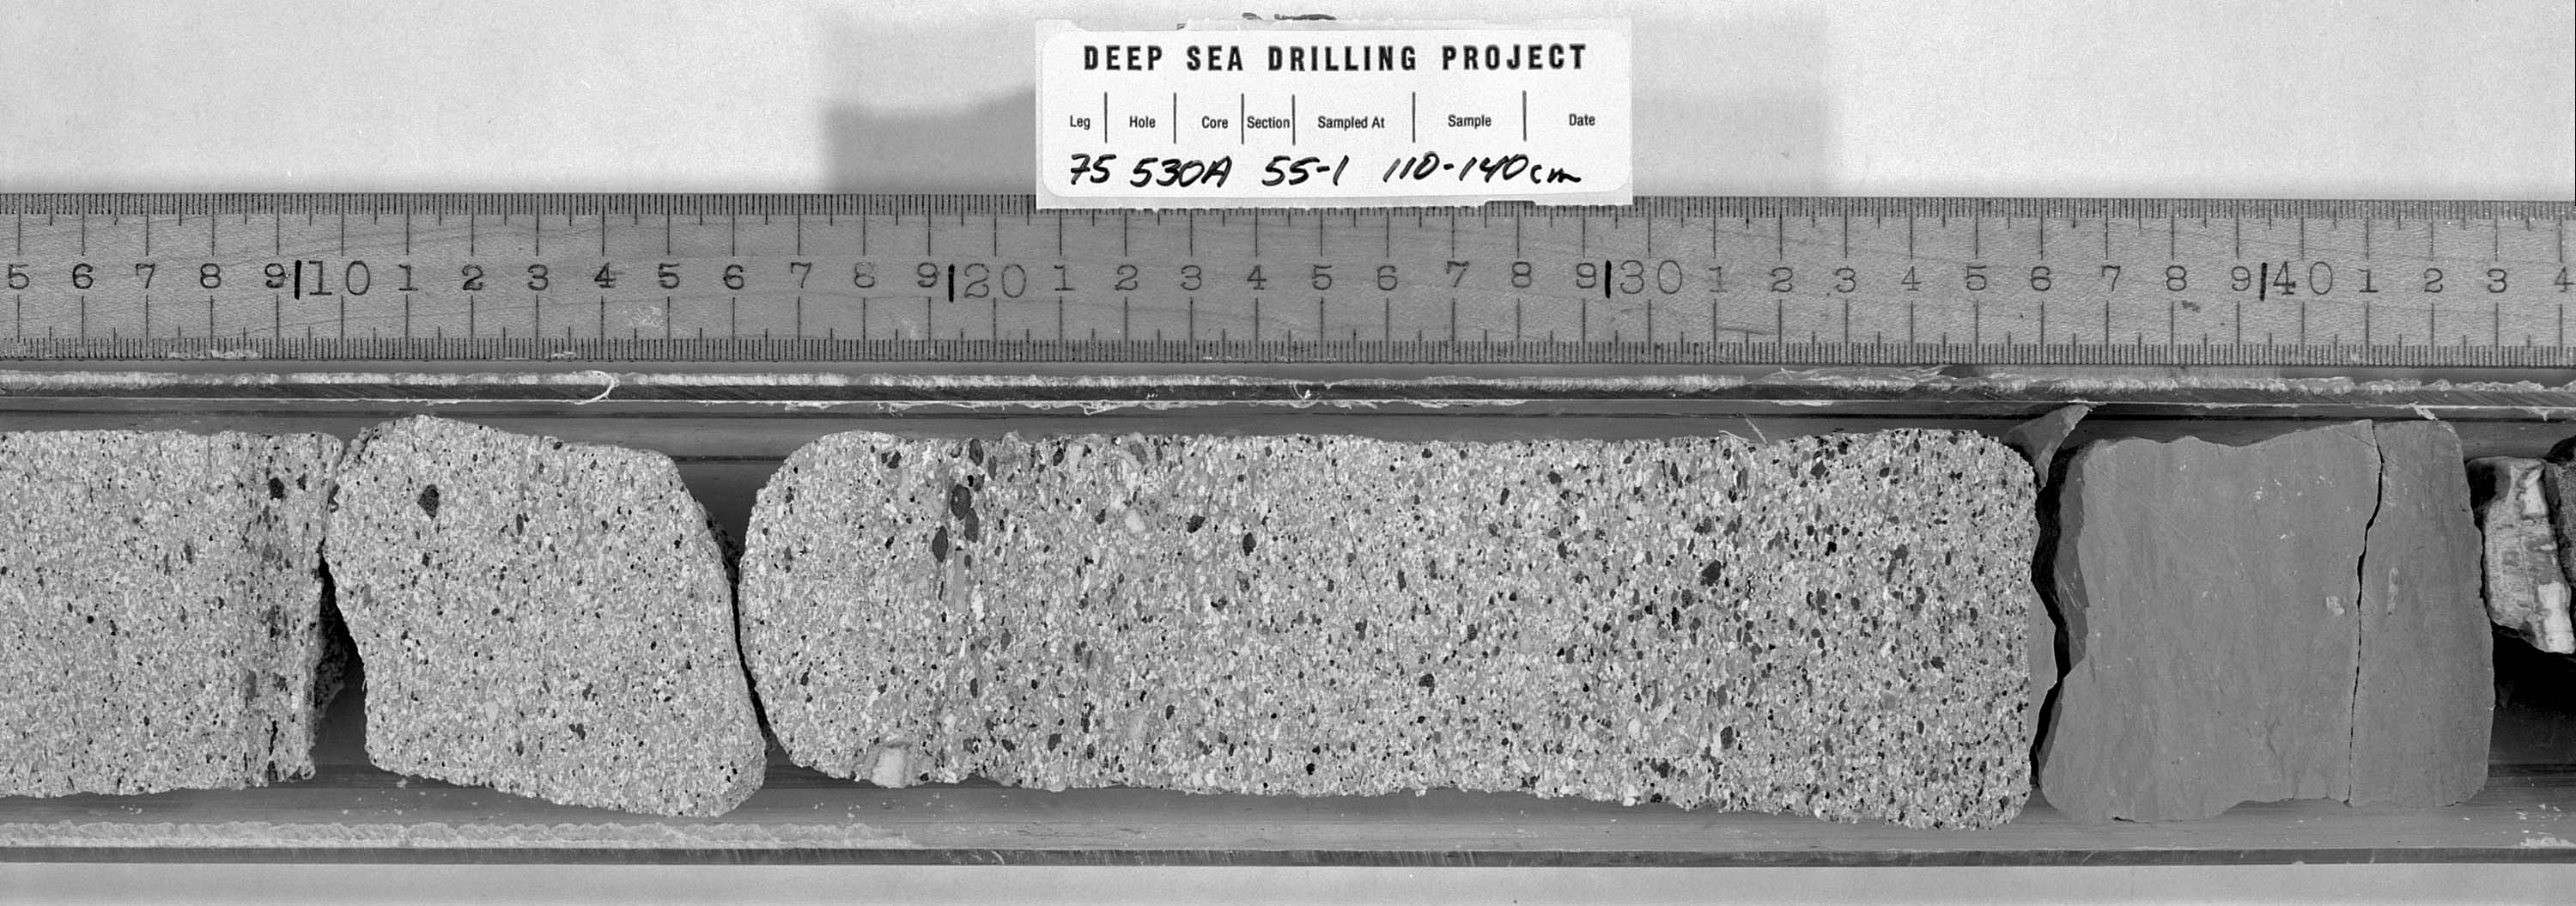 DEEP SEA DRILLING PROJECT
Leg Hole Core Section Sampled At Sample Date
75 530A 55-1 110-140cm
5 6 7 8 9 |10 1 2 3 4 5 6 7 8 9 |20 1 2 3 4 5 6 7 8 9 |30 1 2 3 4 5 6 7 8 9 |40 1 2 3 4